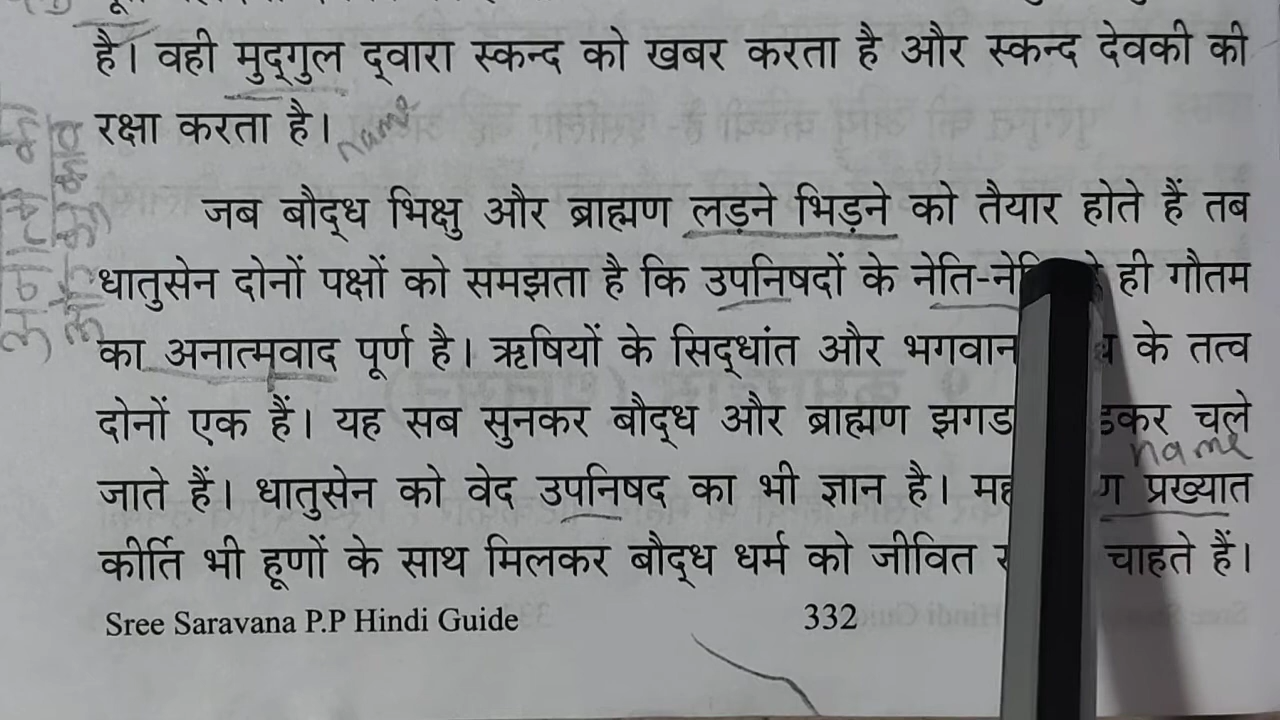 है। वही मुद्गुल द्वारा स्कन्द को खबर करता है और स्कन्द देवकी की
रक्षा करता है।
name
जब बौद्ध भिक्षु और ब्राह्मण लड़ने भिड़ने को तैयार होते हैं तब
धातुसेन दोनों पक्षों को समझता है कि उपनिषदों के ही गौतम
का अनात्मवाद पूर्ण है। ऋषियों के सिद्धांत और भगवान के तत्व
दोनों एक हैं। यह सब सुनकर बौद्ध और ब्राह्मण चले
name
जाते हैं। धातुसेन को वेद उपनिषद का भी ज्ञान है। प्रख्यात
कीर्ति भी हूणों के साथ मिलकर बौद्ध धर्म को जीवित चाहते हैं।
Sree Saravana P.P Hindi Guide 332